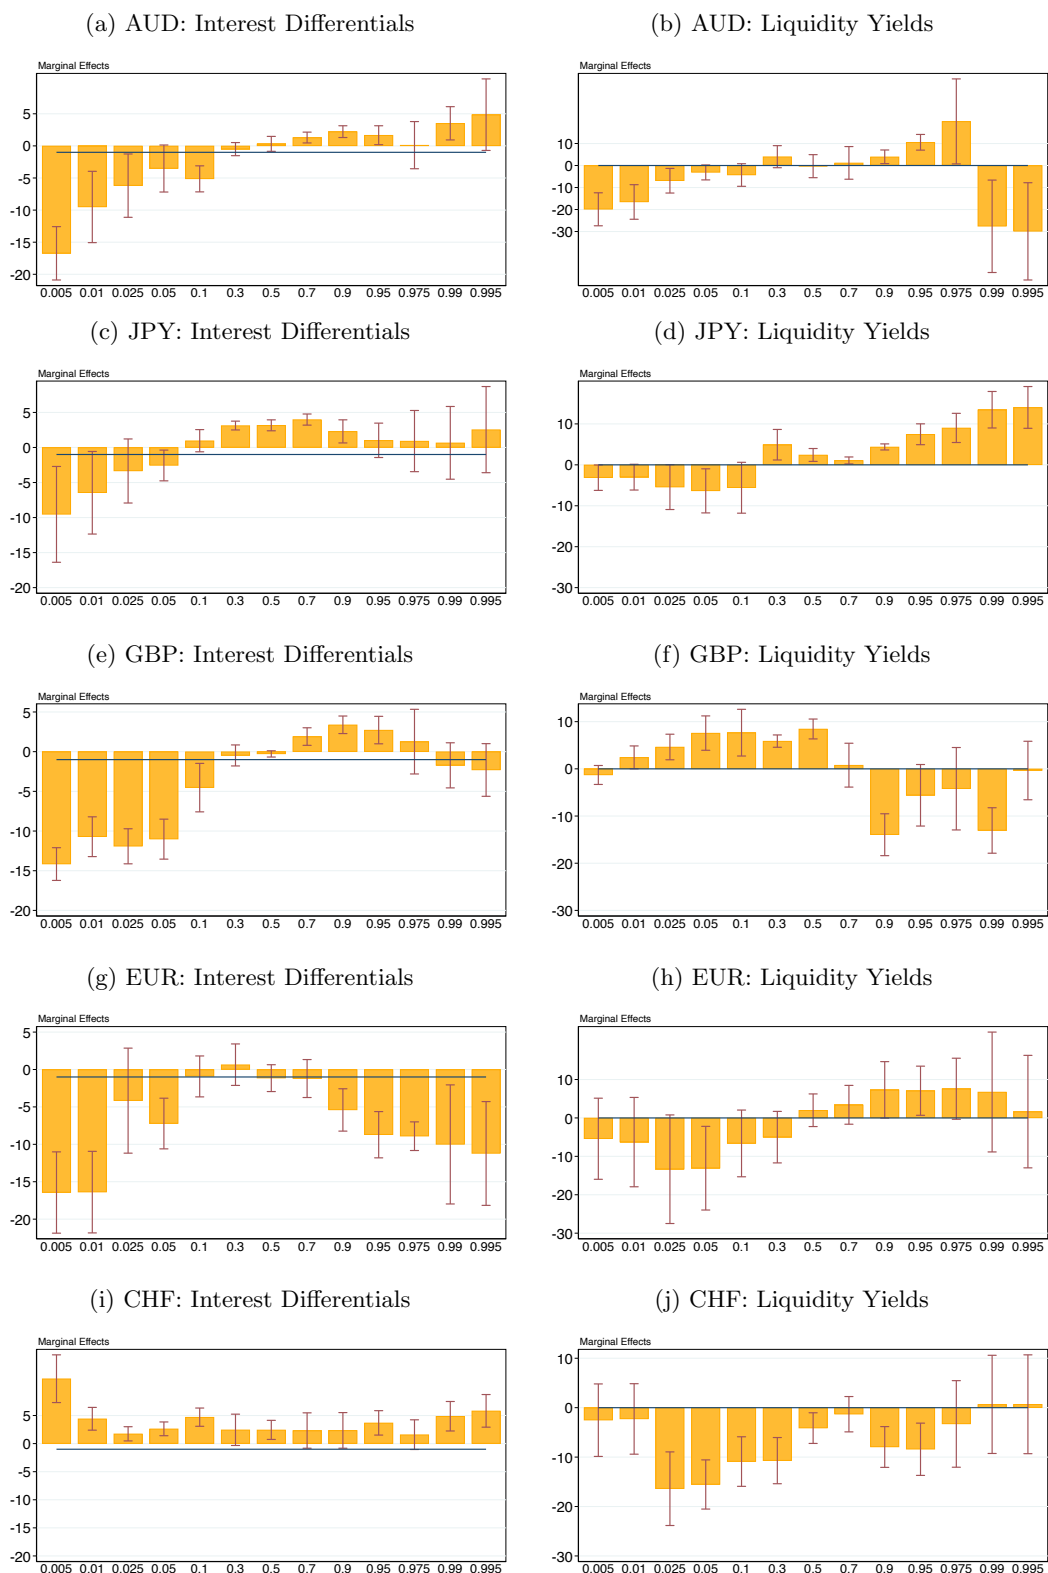 (a) AUD: Interest Differentials
Marginal Effects
5
0
-5
-10
-15
-20
0.005 0.01 0.025 0.05 0.1 0.3 0.5 0.7 0.9 0.95 0.975 0.99 0.995
(b) AUD: Liquidity Yields
Marginal Effects
10
0
-10
-20
-30
0.005 0.01 0.025 0.05 0.1 0.3 0.5 0.7 0.9 0.95 0.975 0.99 0.995
(c) JPY: Interest Differentials
Marginal Effects
5
0
-5
-10
-15
-20
0.005 0.01 0.025 0.05 0.1 0.3 0.5 0.7 0.9 0.95 0.975 0.99 0.995
(d) JPY: Liquidity Yields
Marginal Effects
10
0
-10
-20
-30
0.005 0.01 0.025 0.05 0.1 0.3 0.5 0.7 0.9 0.95 0.975 0.99 0.995
(e) GBP: Interest Differentials
Marginal Effects
5
0
-5
-10
-15
-20
0.005 0.01 0.025 0.05 0.1 0.3 0.5 0.7 0.9 0.95 0.975 0.99 0.995
(f) GBP: Liquidity Yields
Marginal Effects
10
0
-10
-20
-30
0.005 0.01 0.025 0.05 0.1 0.3 0.5 0.7 0.9 0.95 0.975 0.99 0.995
(g) EUR: Interest Differentials
Marginal Effects
5
0
-5
-10
-15
-20
0.005 0.01 0.025 0.05 0.1 0.3 0.5 0.7 0.9 0.95 0.975 0.99 0.995
(h) EUR: Liquidity Yields
Marginal Effects
10
0
-10
-20
-30
0.005 0.01 0.025 0.05 0.1 0.3 0.5 0.7 0.9 0.95 0.975 0.99 0.995
(i) CHF: Interest Differentials
Marginal Effects
5
0
-5
-10
-15
-20
0.005 0.01 0.025 0.05 0.1 0.3 0.5 0.7 0.9 0.95 0.975 0.99 0.995
(j) CHF: Liquidity Yields
Marginal Effects
10
0
-10
-20
-30
0.005 0.01 0.025 0.05 0.1 0.3 0.5 0.7 0.9 0.95 0.975 0.99 0.995